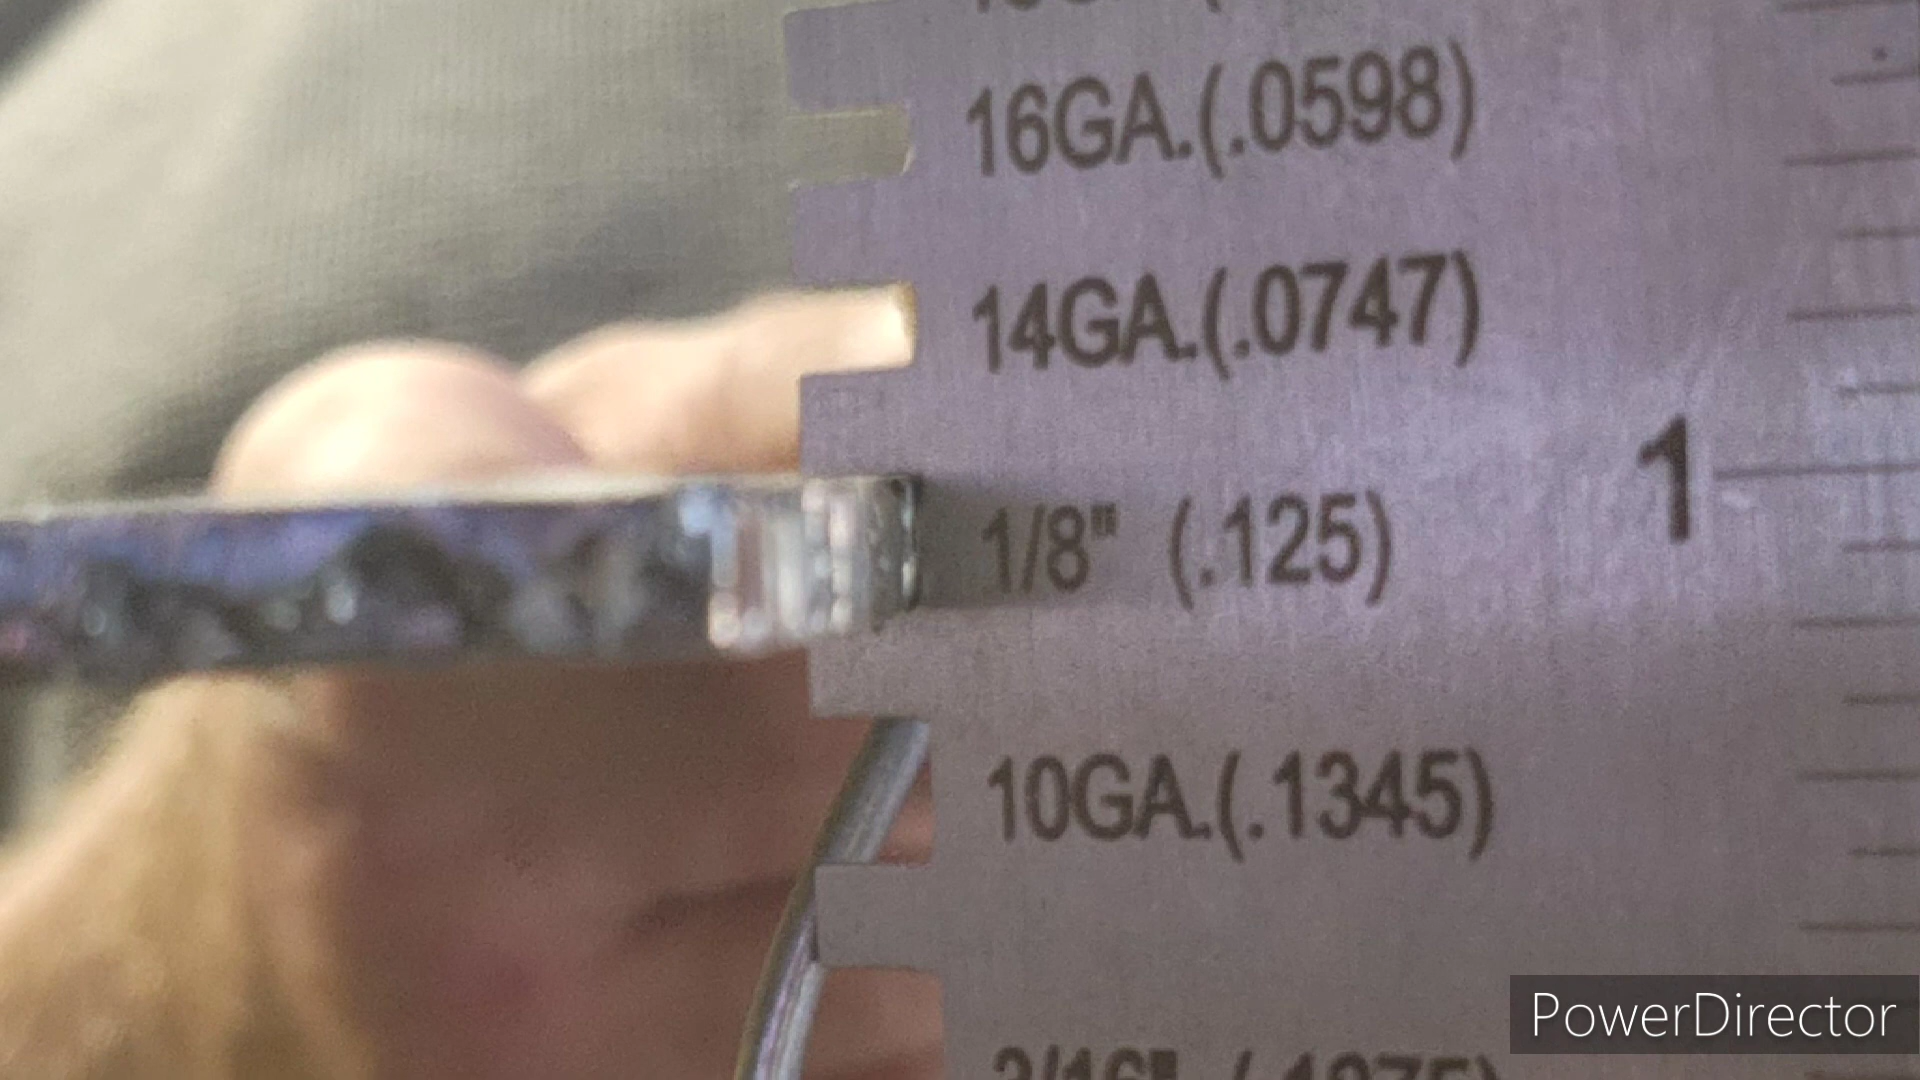 16GA.(.0598)
14GA.(.0747)
1/8" (.125)
1
10GA.(.1345)
PowerDirector